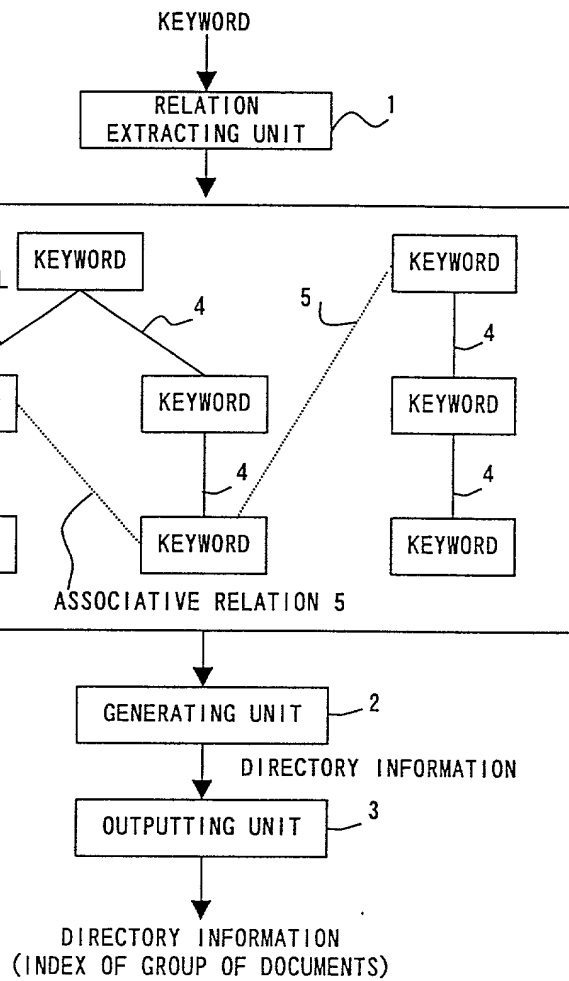 KEYWORD
RELATION
EXTRACTING UNIT
1
KEYWORD
KEYWORD
4
5
4
KEYWORD
KEYWORD
4
4
KEYWORD
KEYWORD
ASSOCIATIVE RELATION 5
GENERATING UNIT
2
DIRECTORY INFORMATION
OUTPUTTING UNIT
3
DIRECTORY INFORMATION
(INDEX OF GROUP OF DOCUMENTS)